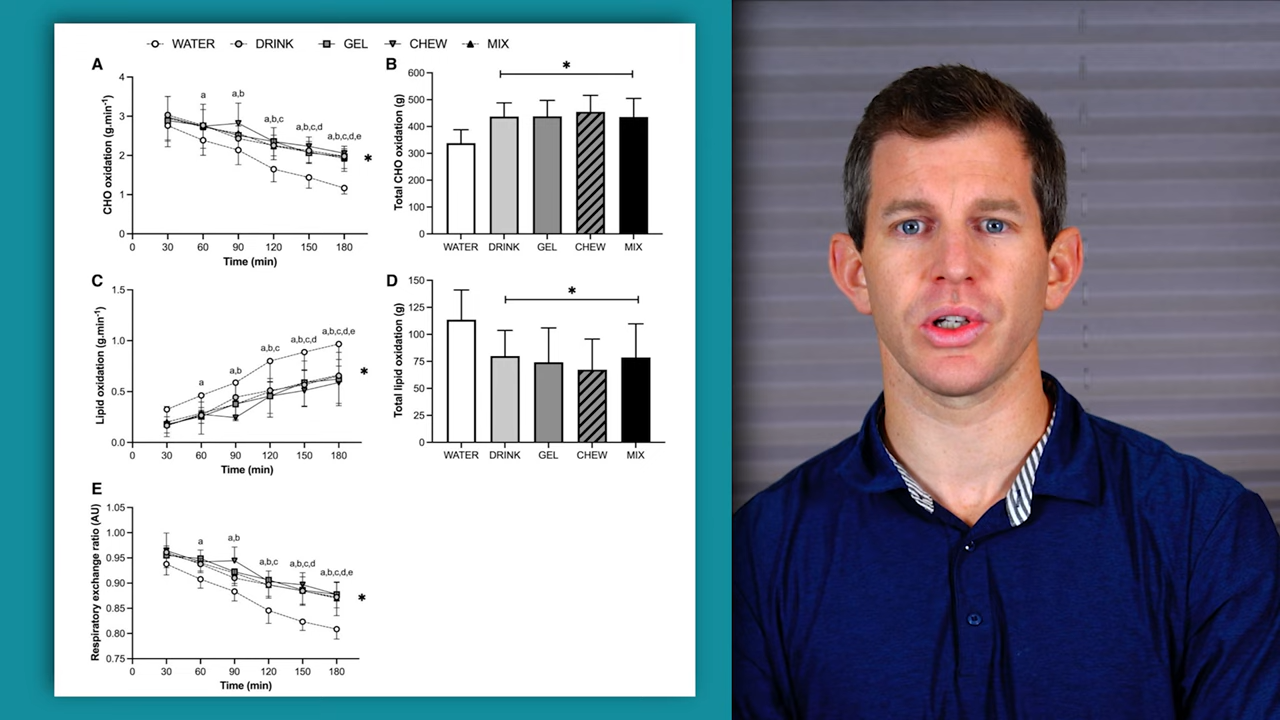 WATER DRINK GEL CHEW MIX
A
CHO oxidation (g.min⁻¹)
4
3
2
1
0
a
a,b
a,b,c
a,b,c,d
a,b,c,d,e
*
0 30 60 90 120 150 180
Time (min)
B
Total CHO oxidation (g)
600
500
400
300
200
100
0
*
WATER DRINK GEL CHEW MIX
C
Lipid oxidation (g.min⁻¹)
1.5
1.0
0.5
0.0
a
a,b
a,b,c
a,b,c,d
a,b,c,d,e
*
0 30 60 90 120 150 180
Time (min)
D
Total lipid oxidation (g)
150
125
100
75
50
25
0
*
WATER DRINK GEL CHEW MIX
E
Respiratory exchange ratio (AU)
1.05
1.00
0.95
0.90
0.85
0.80
0.75
a
a,b
a,b,c
a,b,c,d
a,b,c,d,e
*
0 30 60 90 120 150 180
Time (min)